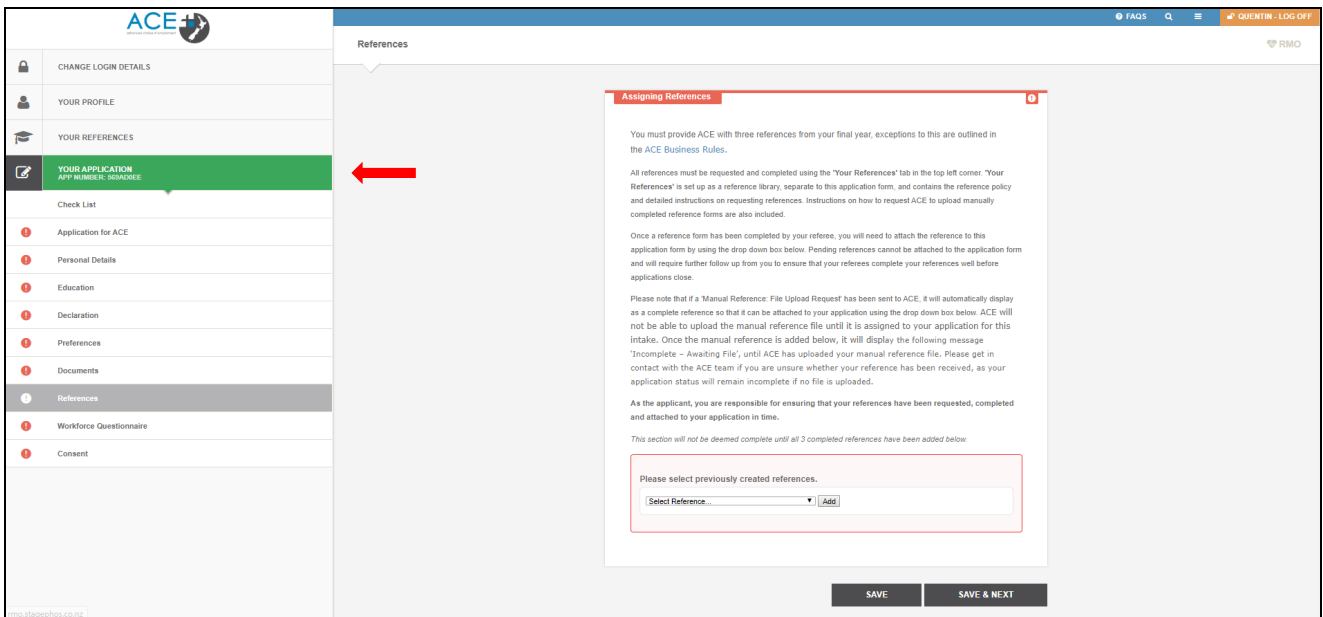 ACE
FAQS
QUENTIN - LOG OFF
References
RMO
CHANGE LOGIN DETAILS
YOUR PROFILE
YOUR REFERENCES
YOUR APPLICATION
APP NUMBER: 569AD0EE
Check List
Application for ACE
Personal Details
Education
Declaration
Preferences
Documents
References
Workforce Questionnaire
Consent
Assigning References
You must provide ACE with three references from your final year, exceptions to this are outlined in
the ACE Business Rules.
All references must be requested and completed using the 'Your References' tab in the top left corner. 'Your
References' is set up as a reference library, separate to this application form, and contains the reference policy
and detailed instructions on requesting references. Instructions on how to request ACE to upload manually
completed reference forms are also included.
Once a reference form has been completed by your referee, you will need to attach the reference to this
application form by using the drop down box below. Pending references cannot be attached to the application form
and will require further follow up from you to ensure that your referees complete your references well before
applications close.
Please note that if a 'Manual Reference: File Upload Request' has been sent to ACE, it will automatically display
as a complete reference so that it can be attached to your application using the drop down box below. ACE will
not be able to upload the manual reference file until it is assigned to your application for this
intake. Once the manual reference is added below, it will display the following message
'Incomplete – Awaiting File', until ACE has uploaded your manual reference file. Please get in
contact with the ACE team if you are unsure whether your reference has been received, as your
application status will remain incomplete if no file is uploaded.
As the applicant, you are responsible for ensuring that your references have been requested, completed
and attached to your application in time.
This section will not be deemed complete until all 3 completed references have been added below.
Please select previously created references.
Select Reference...
Add
SAVE
SAVE & NEXT
rmo.stagephos.co.nz